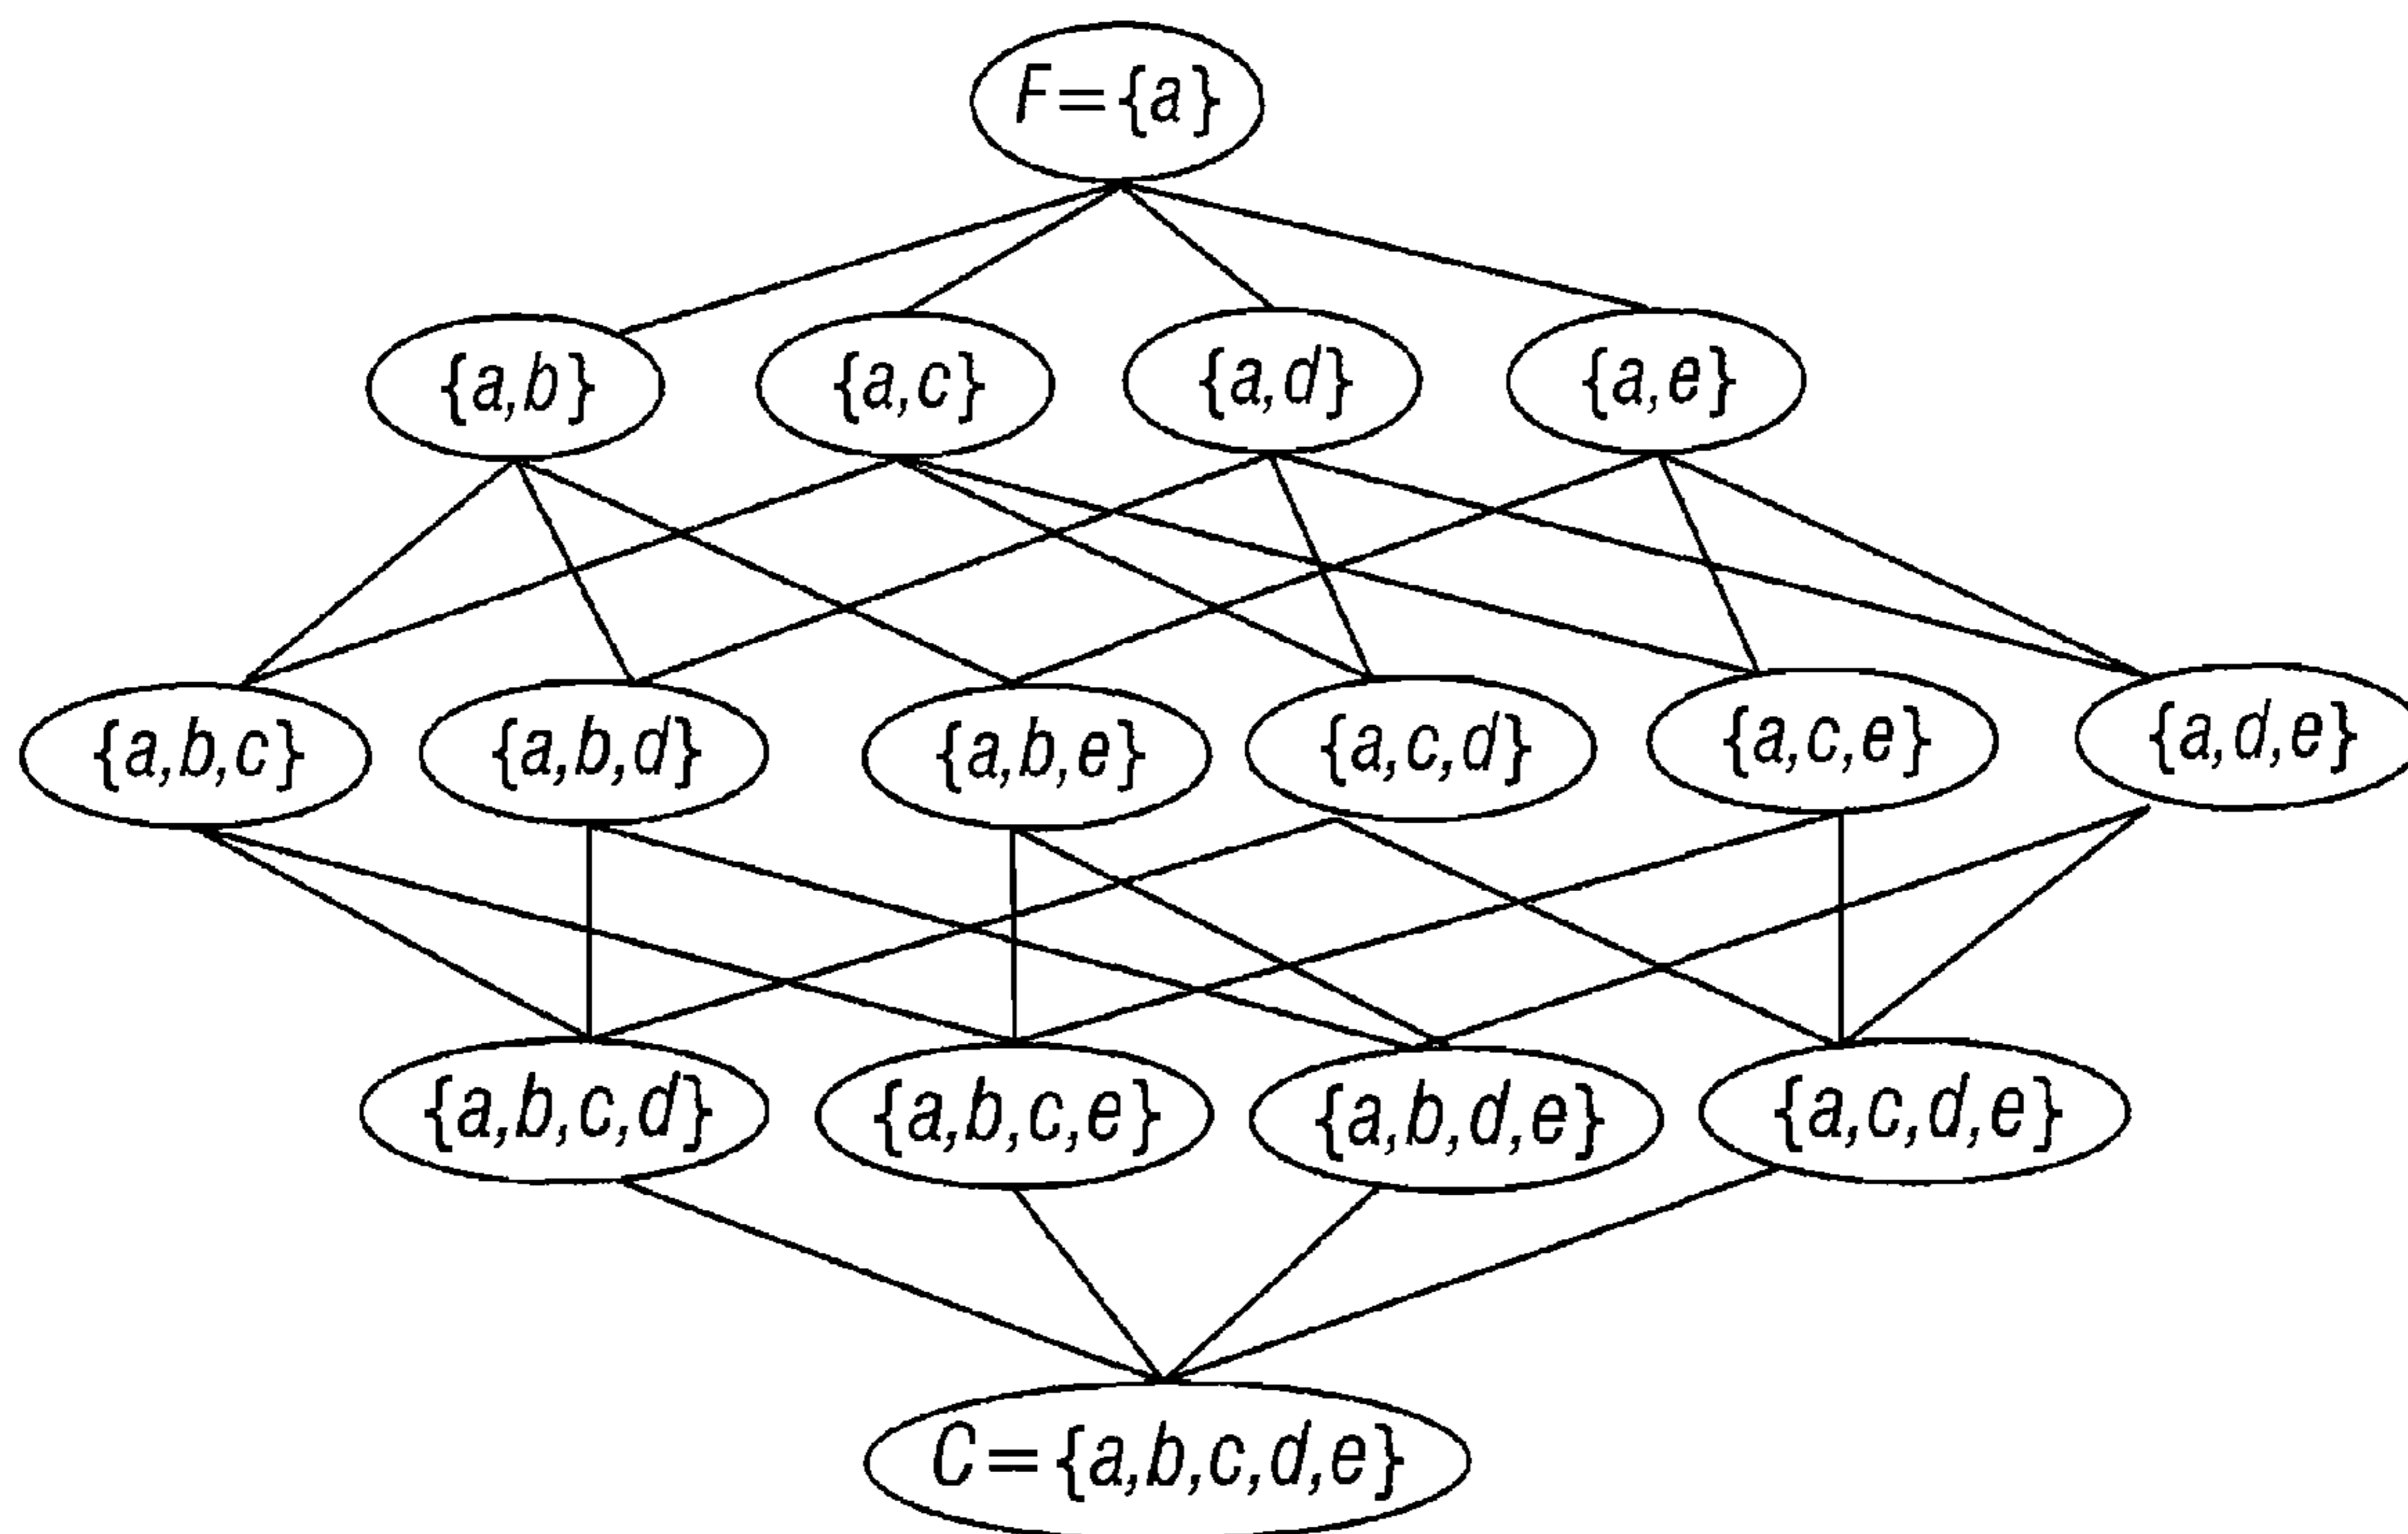 F={a}
{a,b} {a,c} {a,d} {a,e}
{a,b,c} {a,b,d} {a,b,e} {a,c,d} {a,c,e} {a,d,e}
{a,b,c,d} {a,b,c,e} {a,b,d,e} {a,c,d,e}
C={a,b,c,d,e}